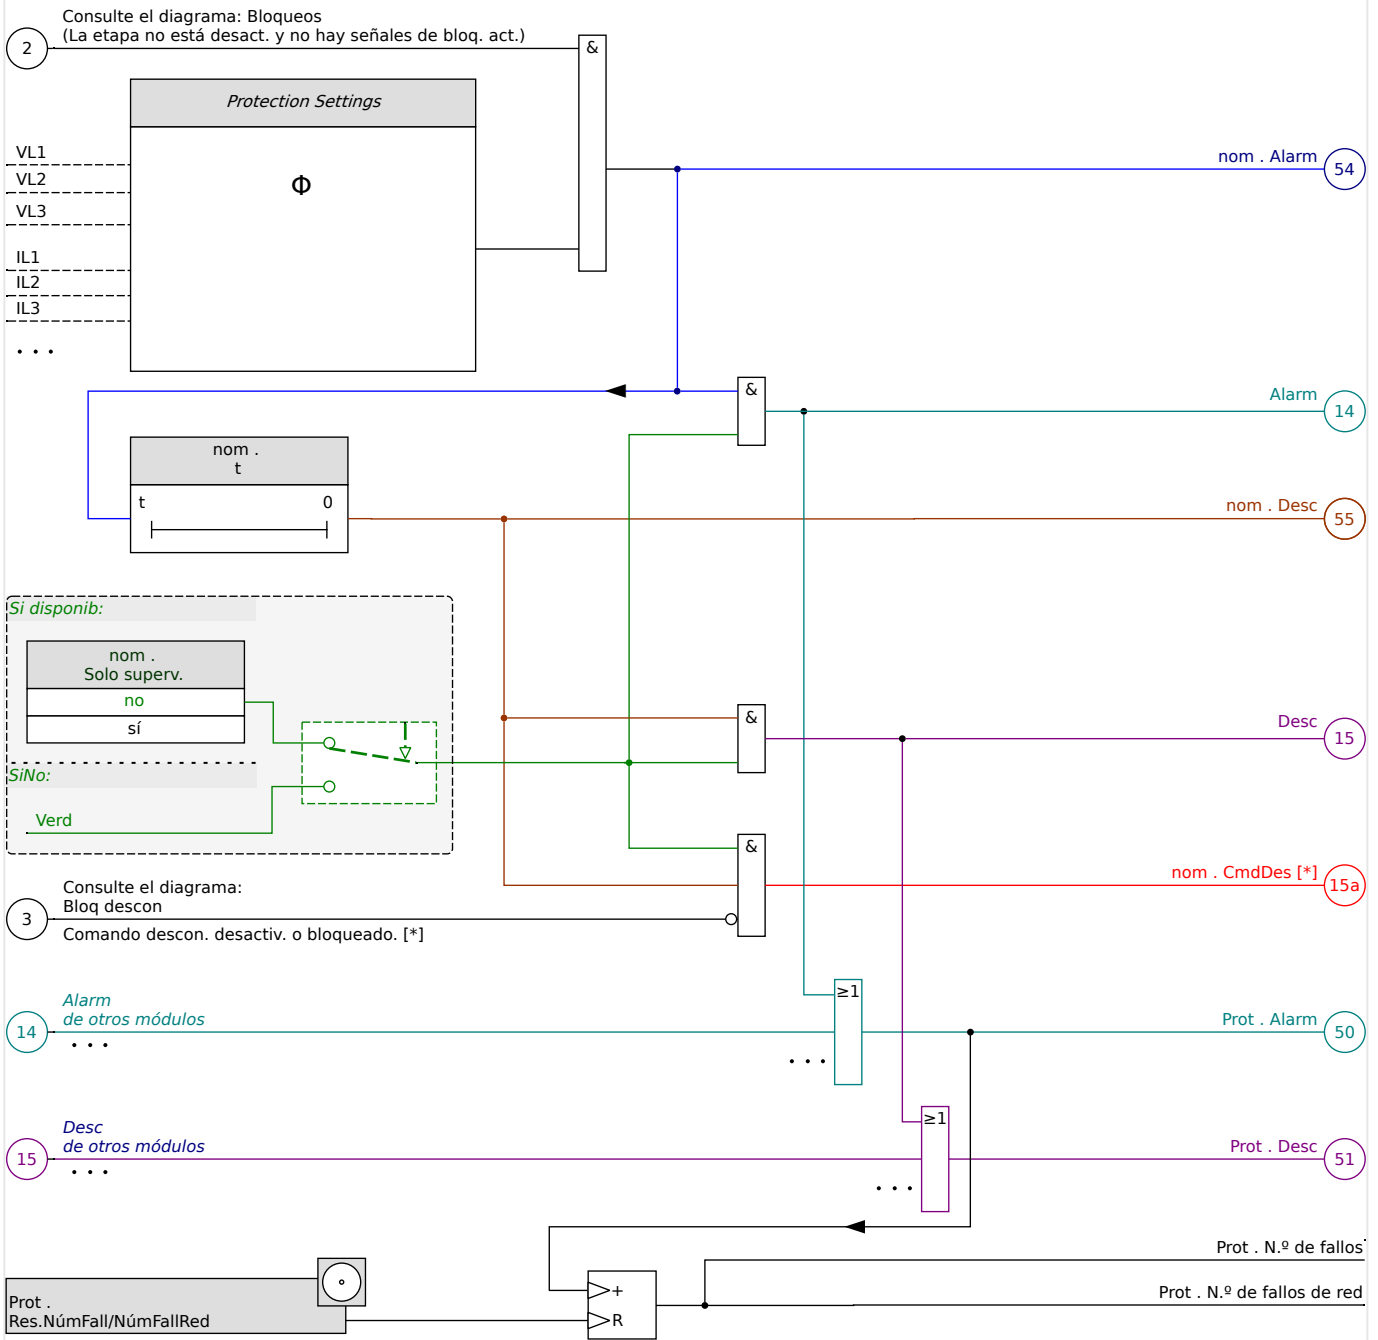 Consulte el diagrama: Bloqueos
(La etapa no está desact. y no hay señales de bloq. act.)
2
&
Protection Settings
Φ
VL1
VL2
VL3
IL1
IL2
IL3
. . .
nom . Alarm
54
&
Alarm
14
nom .
t
t 0
nom . Desc
55
Si disponib:
nom .
Solo superv.
no
sí
SiNo:
Verd
&
Desc
15
&
nom . CmdDes [*]
15a
Consulte el diagrama:
Bloq descon
3
Comando descon. desactiv. o bloqueado. [*]
Alarm
de otros módulos
14
. . .
≥1
. . .
Prot . Alarm
50
Desc
de otros módulos
15
. . .
≥1
. . .
Prot . Desc
51
Prot . N.º de fallos
Prot . N.º de fallos de red
Prot .
Res.NúmFall/NúmFallRed
+
R